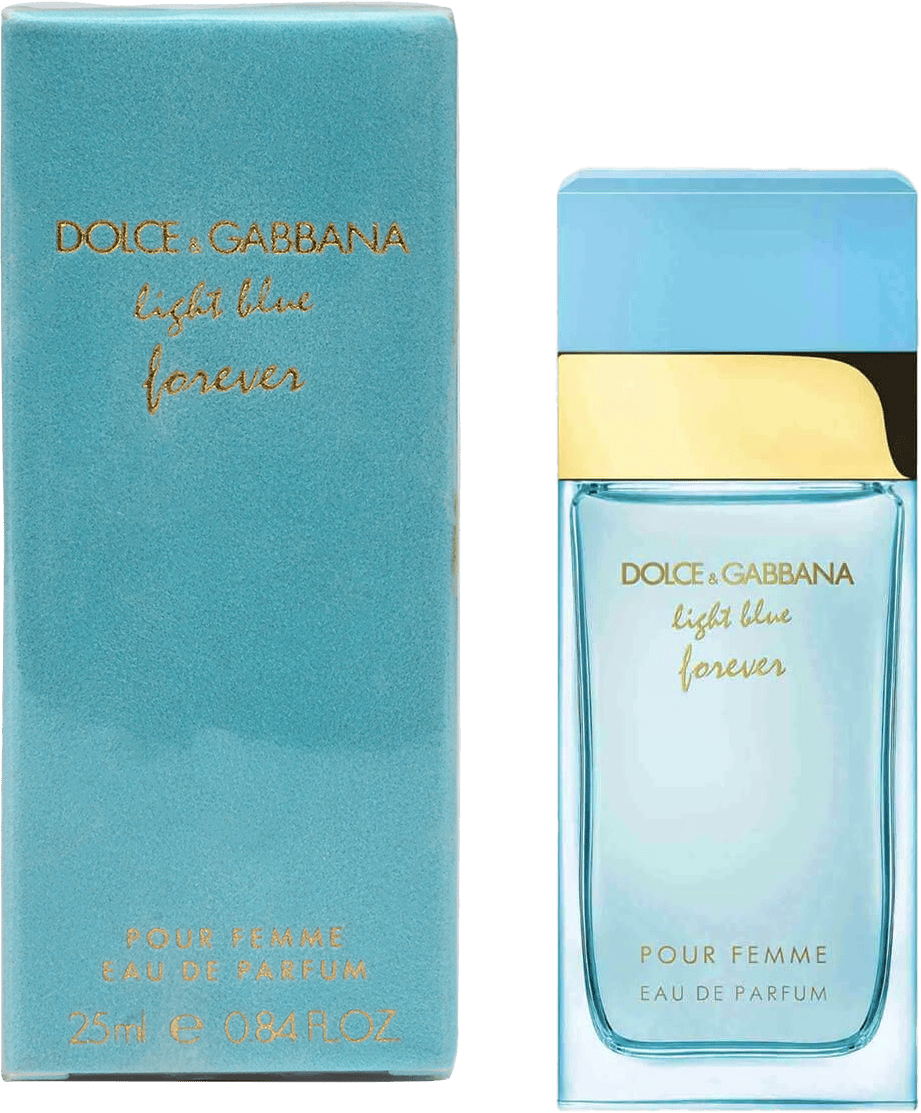 DOLCE & GABBANA
light blue
forever
POUR FEMME
EAU DE PARFUM
25ml e 0.84 FL.OZ
DOLCE & GABBANA
light blue
forever
POUR FEMME
EAU DE PARFUM